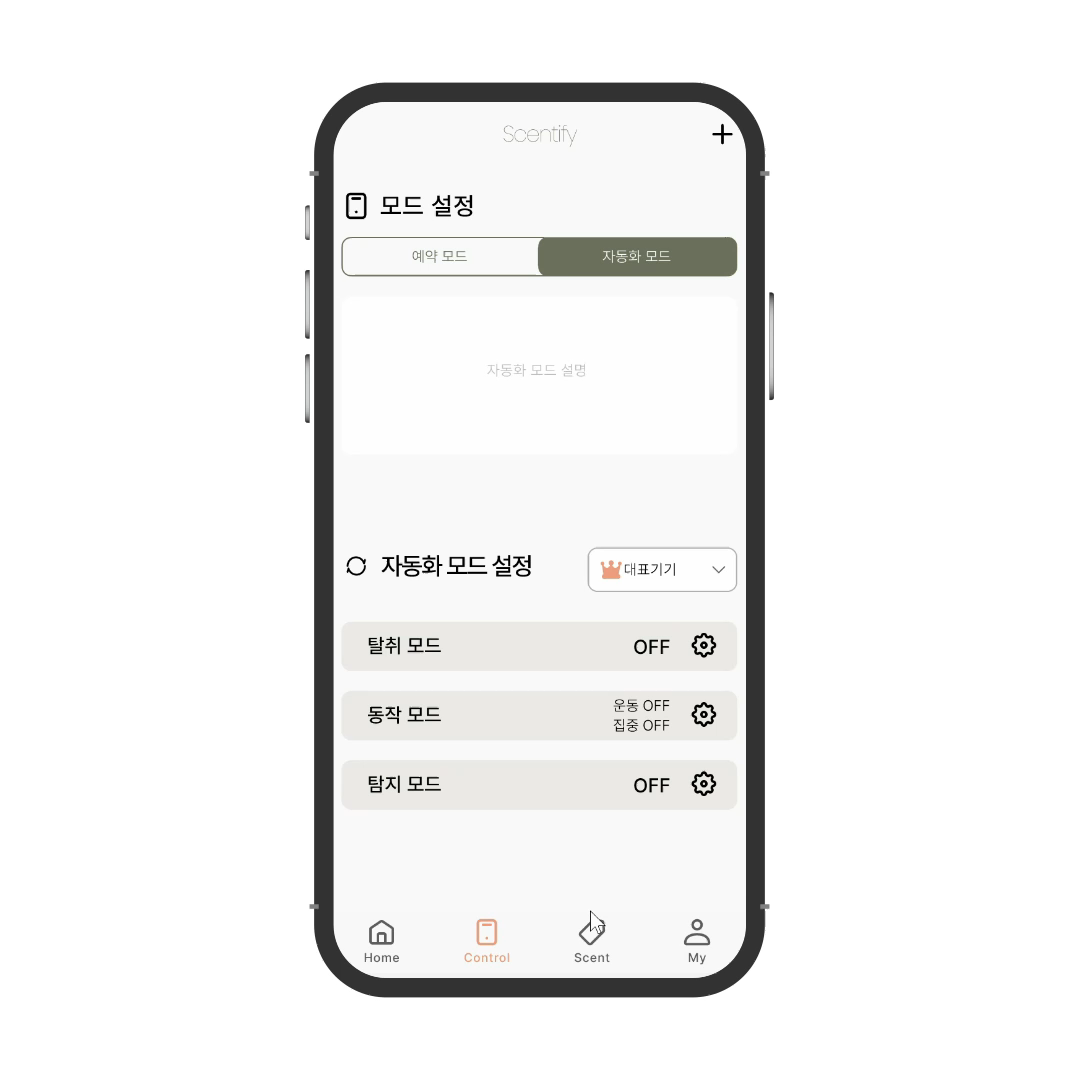 Scentify
모드 설정
예약 모드
자동화 모드
자동화 모드 설명
자동화 모드 설정
대표기기
탈취 모드
OFF
동작 모드
운동 OFF
집중 OFF
탐지 모드
OFF
Home
Control
Scent
My